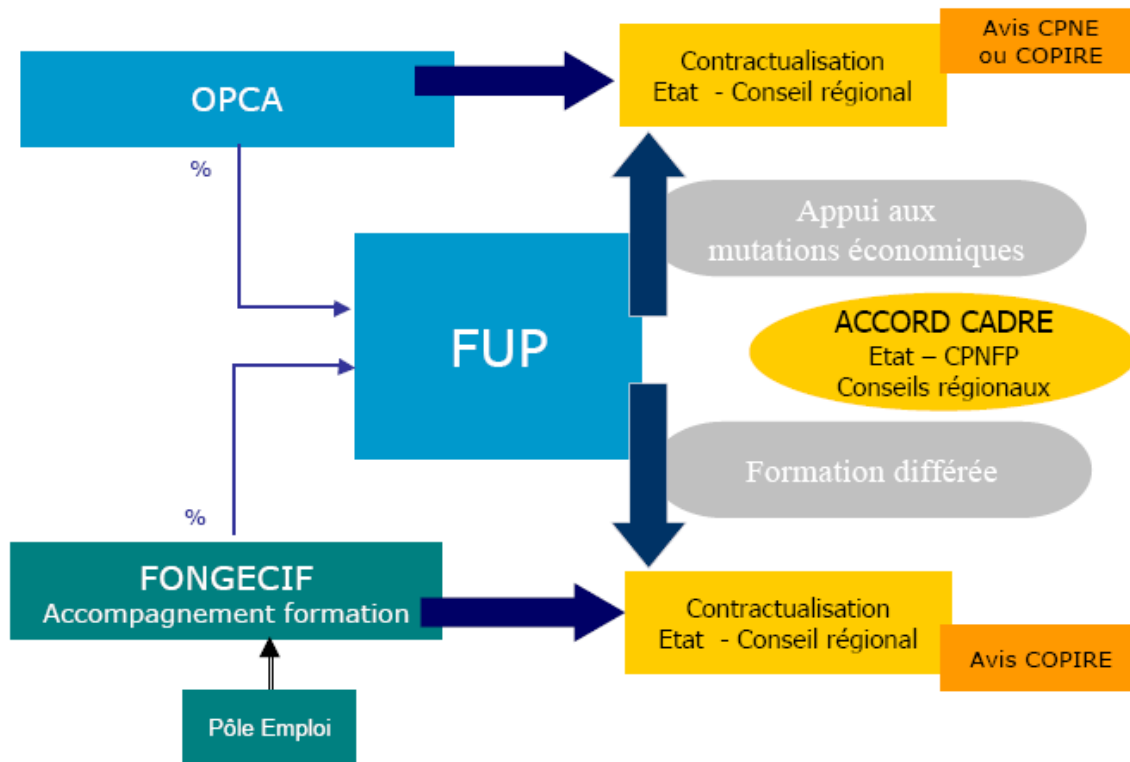 Avis CPNE
ou COPIRE
Contractualisation
Etat - Conseil régional
OPCA
%
Appui aux
mutations économiques
FUP
ACCORD CADRE
Etat – CPNFP
Conseils régionaux
Formation différée
%
FONGECIF
Accompagnement formation
Contractualisation
Etat - Conseil régional
Avis COPIRE
Pôle Emploi